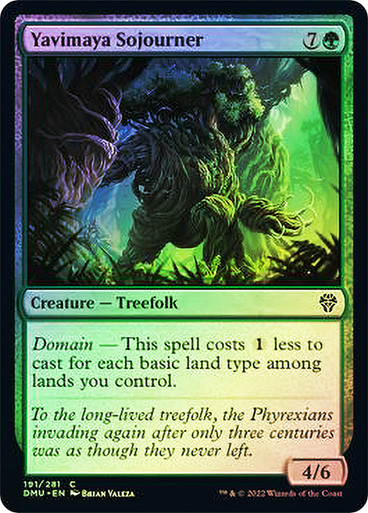 Yavimaya Sojourner 7
Creature — Treefolk
Domain — This spell costs 1 less to
cast for each basic land type among
lands you control.
To the long-lived treefolk, the Phyrexians
invading again after only three centuries
was as though they never left.
4/6
191/281 C
DMU • EN Brian Valeza
™ & © 2022 Wizards of the Coast